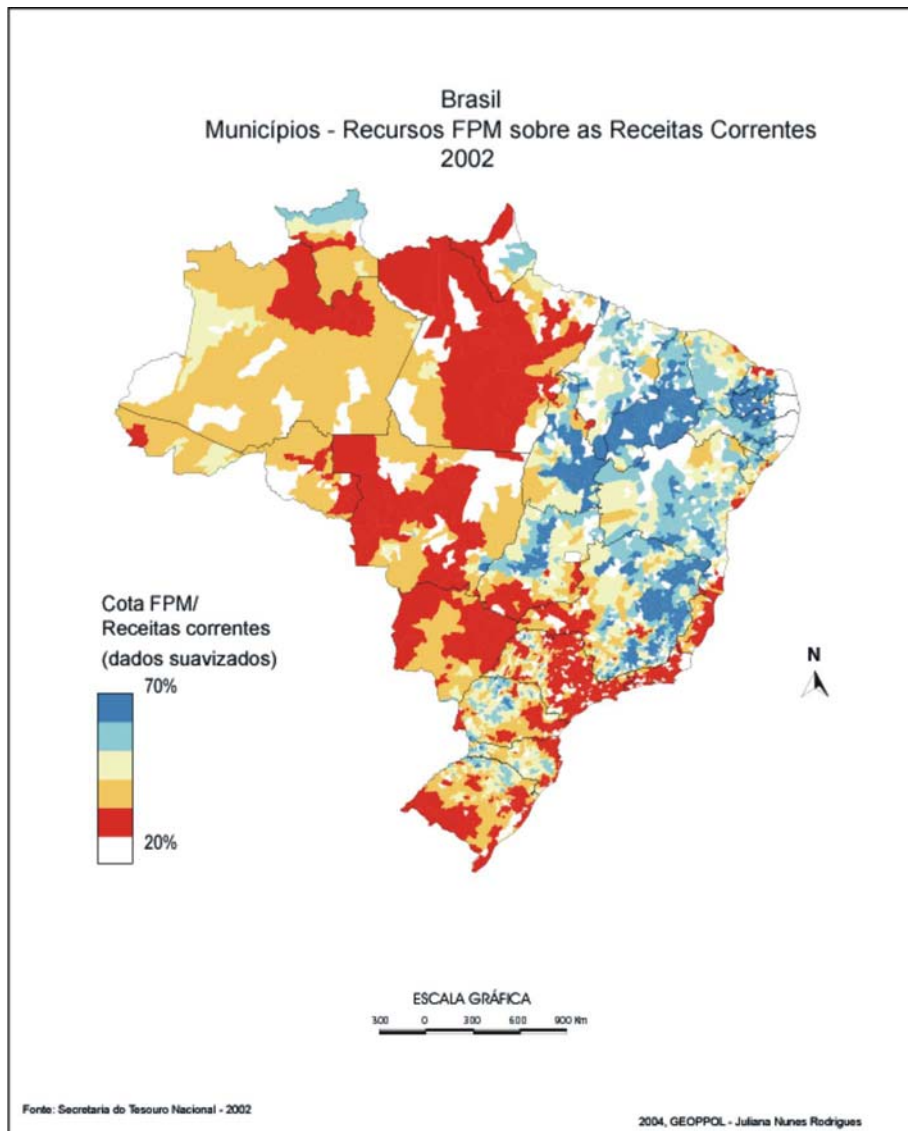 Brasil
Municípios - Recursos FPM sobre as Receitas Correntes
2002
Cota FPM/
Receitas correntes
(dados suavizados)
70%
20%
N
ESCALA GRÁFICA
300 0 300 600 900 Km
Fonte: Secretaria do Tesouro Nacional - 2002
2004, GEOPPOL - Juliana Nunes Rodrigues